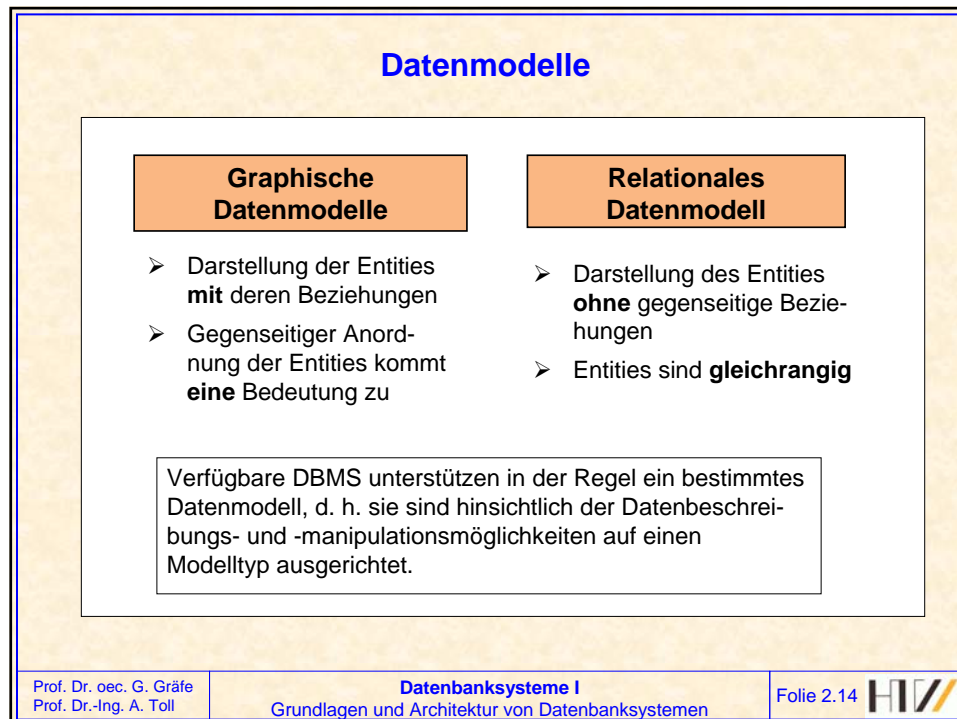 Datenmodelle
Graphische
Datenmodelle
➢ Darstellung der Entities
mit deren Beziehungen
➢ Gegenseitiger Anord-
nung der Entities kommt
eine Bedeutung zu
Relationales
Datenmodell
➢ Darstellung des Entities
ohne gegenseitige Bezie-
hungen
➢ Entities sind gleichrangig
Verfügbare DBMS unterstützen in der Regel ein bestimmtes
Datenmodell, d. h. sie sind hinsichtlich der Datenbeschrei-
bungs- und -manipulationsmöglichkeiten auf einen
Modelltyp ausgerichtet.
Prof. Dr. oec. G. Gräfe
Prof. Dr.-Ing. A. Toll
Datenbanksysteme I
Grundlagen und Architektur von Datenbanksystemen
Folie 2.14
HTW